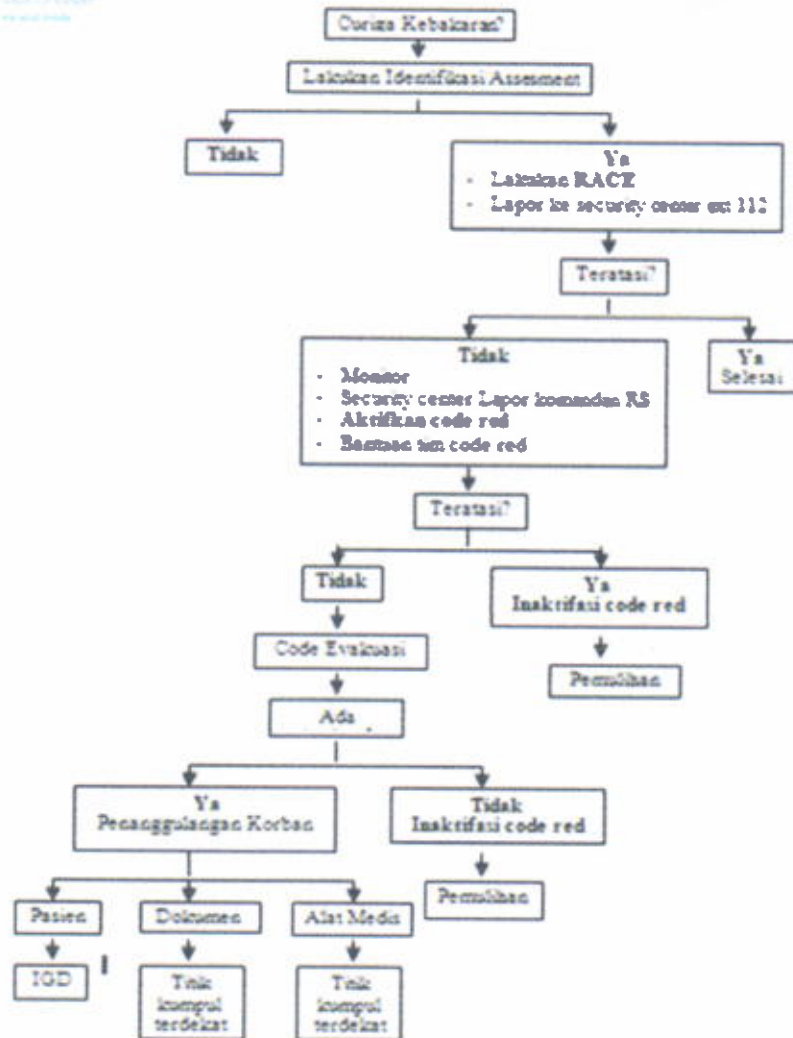 Curiga Kebakaran?
Lakukan Identifikasi Assesment
Tidak
Ya
- Lakukan RACE
- Lapor ke security center ext 112
Teratasi?
Tidak
- Monitor
- Security center Lapor komandan RS
- Aktifkan code red
- Bantuan tim code red
Ya
Selesai
Teratasi?
Tidak
Ya
Inaktifasi code red
Code Evakuasi
Pemulihan
Ada
Ya
Penanggulangan Korban
Tidak
Inaktifasi code red
Pemulihan
Pasien
Dokumen
Alat Medis
IGD
Titik
kumpul
terdekat
Titik
kumpul
terdekat